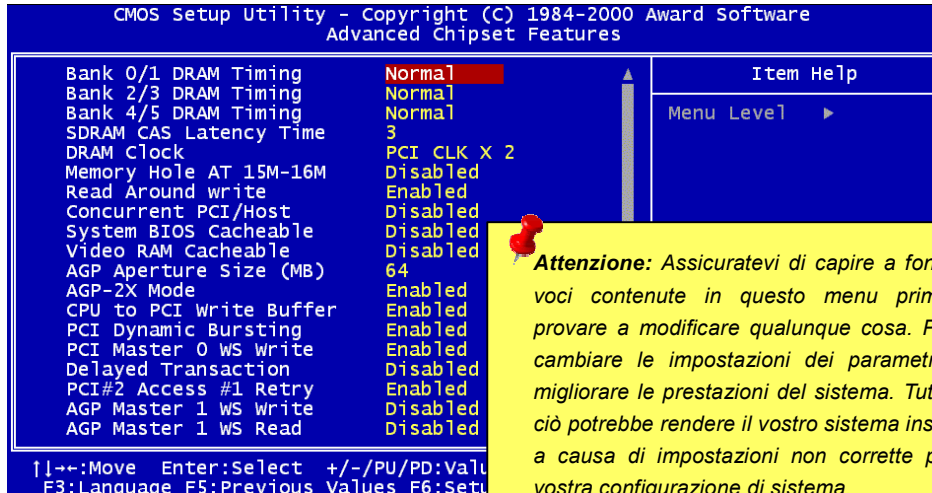 CMOS Setup Utility – Copyright (C) 1984-2000 Award Software
Advanced Chipset Features
Bank 0/1 DRAM Timing Normal
Bank 2/3 DRAM Timing Normal
Bank 4/5 DRAM Timing Normal
SDRAM CAS Latency Time 3
DRAM Clock PCI CLK X 2
Memory Hole AT 15M-16M Disabled
Read Around write Enabled
Concurrent PCI/Host Disabled
System BIOS Cacheable Disabled
Video RAM Cacheable Disabled
AGP Aperture Size (MB) 64
AGP-2X Mode Enabled
CPU to PCI Write Buffer Enabled
PCI Dynamic Bursting Enabled
PCI Master 0 WS Write Enabled
Delayed Transaction Disabled
PCI#2 Access #1 Retry Enabled
AGP Master 1 WS Write Disabled
AGP Master 1 WS Read Disabled
Item Help
Menu Level ▶
Attenzione: Assicuratevi di capire a
voci contenute in questo menu
provare a modificare qualunque cosa.
cambiare le impostazioni dei
migliorare le prestazioni del sistema.
ciò potrebbe rendere il vostro sistema
a causa di impostazioni non corrette
vostra configurazione di sistema
↑↓→←:Move Enter:Select +/-/PU/PD:
F3:Language F5:Previous Values F6: